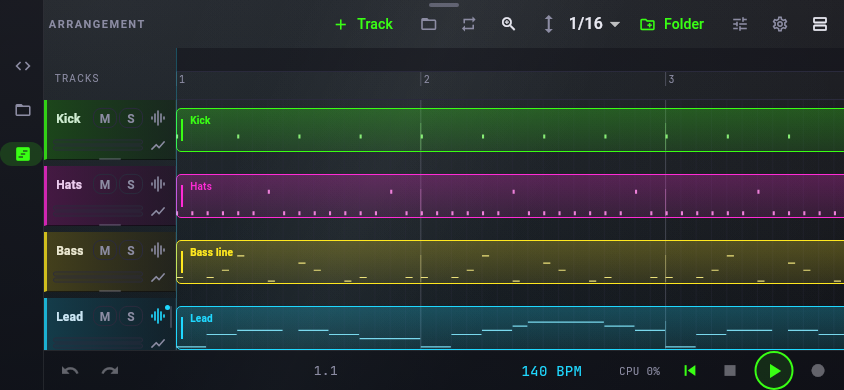 ARRANGEMENT
Track
1/16
Folder
TRACKS
1
2
3
Kick M S
Kick
Hats M S
Hats
Bass M S
Bass line
Lead M S
Lead
1.1
140 BPM
CPU 0%